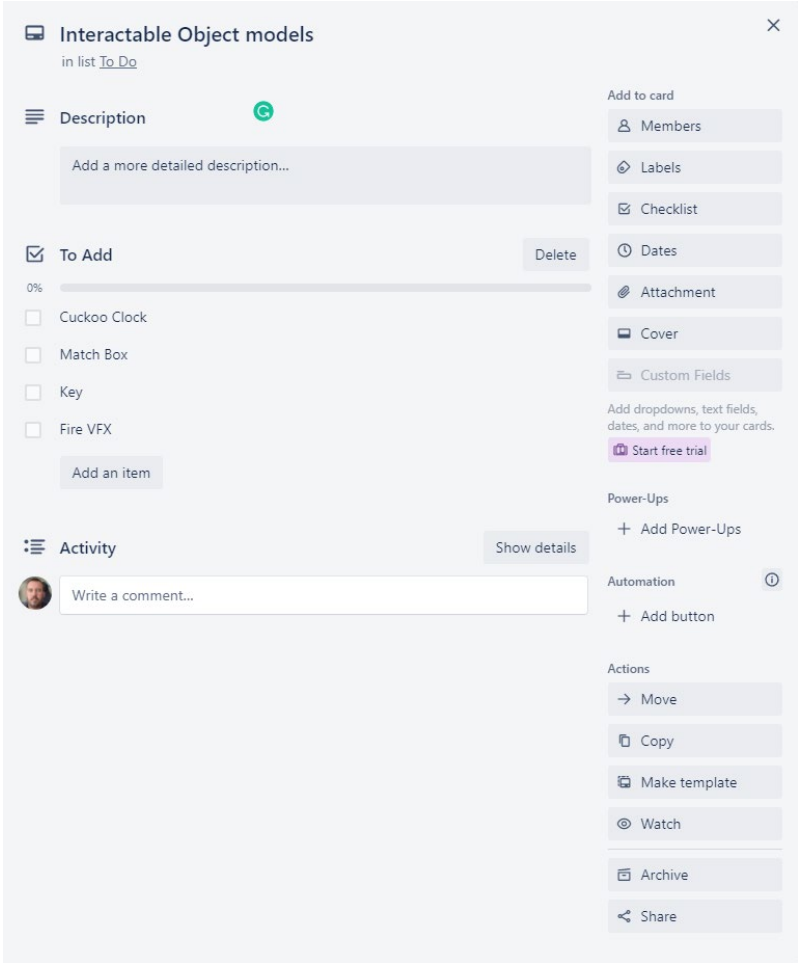 Interactable Object models
in list To Do
Description
Add a more detailed description...
To Add
Delete
0%
Cuckoo Clock
Match Box
Key
Fire VFX
Add an item
Activity
Show details
Write a comment...
Add to card
Members
Labels
Checklist
Dates
Attachment
Cover
Custom Fields
Add dropdowns, text fields,
dates, and more to your cards.
Start free trial
Power-Ups
+ Add Power-Ups
Automation
+ Add button
Actions
Move
Copy
Make template
Watch
Archive
Share